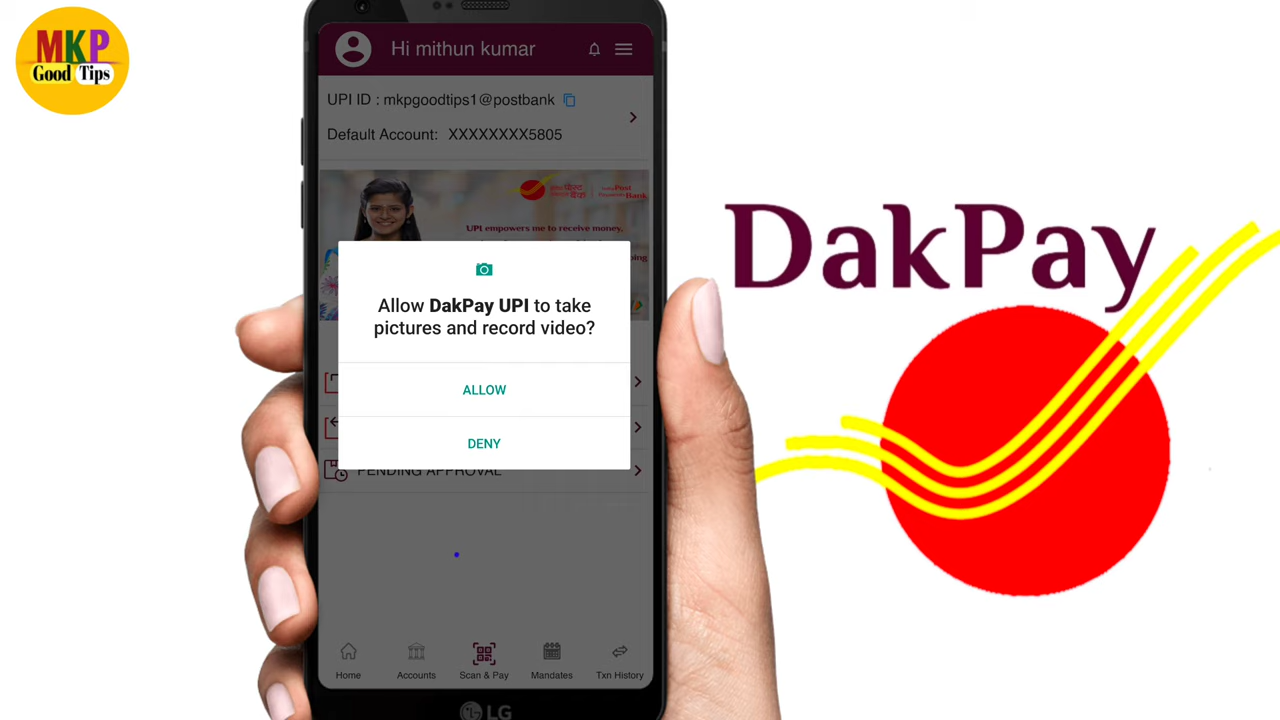 MKP
Good Tips
Hi mithun kumar
UPI ID : mkpgoodtips1@postbank
Default Account: XXXXXXXX5805
UPI empowers me to receive money,
Allow DakPay UPI to take
pictures and record video?
ALLOW
DENY
PENDING APPROVAL
Home
Accounts
Scan & Pay
Mandates
Txn History
LG
DakPay